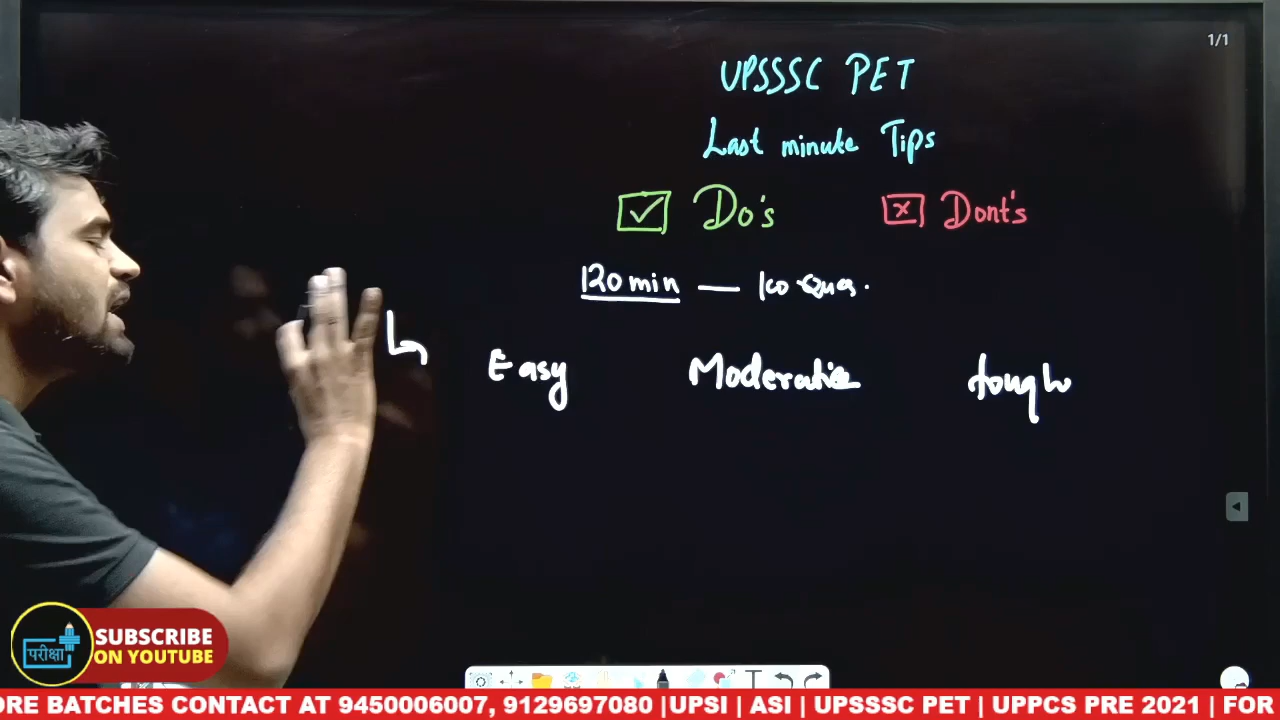 1/1
UPSSSC PET
Last minute Tips
Do's Dont's
120 min — 100 Ques.
Easy Moderate tough
परीक्षा
SUBSCRIBE
ON YOUTUBE
ORE BATCHES CONTACT AT 9450006007, 9129697080 |UPSI | ASI | UPSSSC PET | UPPCS PRE 2021 | FOR